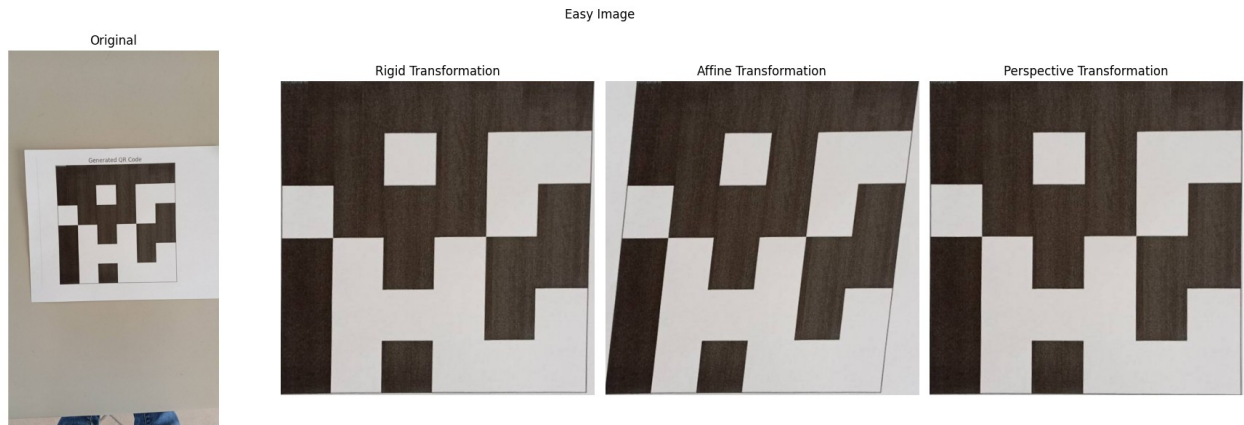 Easy Image
Original
Rigid Transformation
Affine Transformation
Perspective Transformation
Generated QR Code